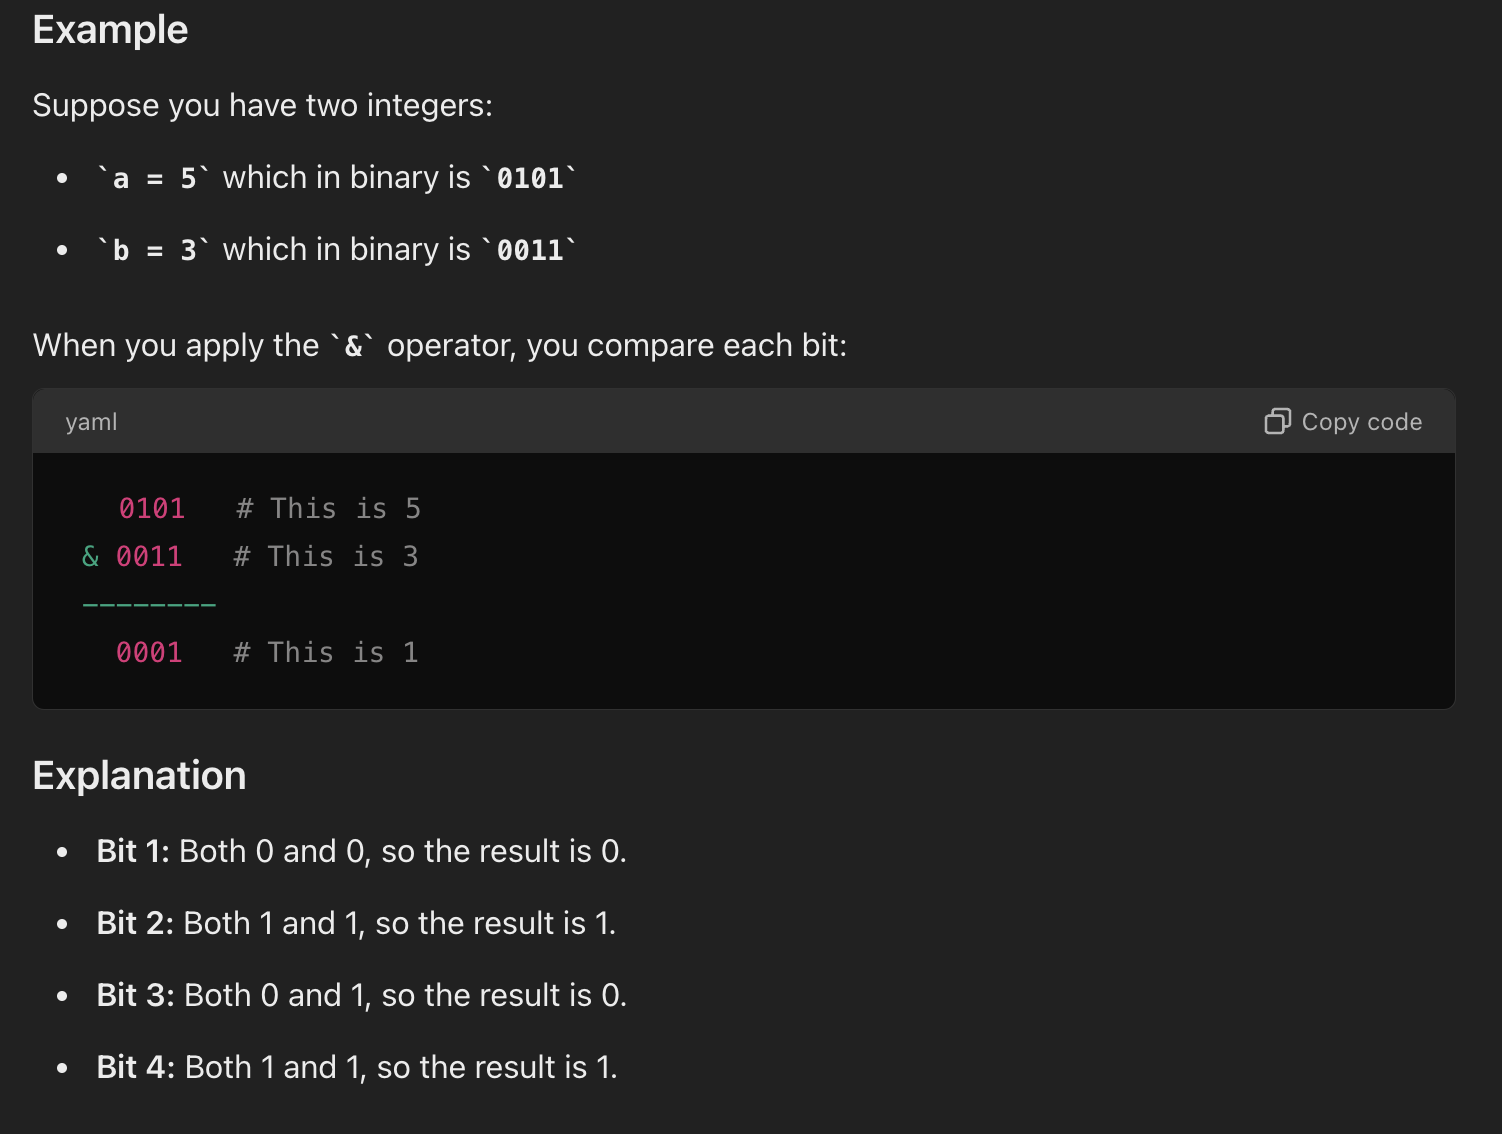 Example
Suppose you have two integers:
• `a = 5` which in binary is `0101`
• `b = 3` which in binary is `0011`
When you apply the `&` operator, you compare each bit:
yaml Copy code
0101 # This is 5
& 0011 # This is 3
--------
0001 # This is 1
Explanation
• Bit 1: Both 0 and 0, so the result is 0.
• Bit 2: Both 1 and 1, so the result is 1.
• Bit 3: Both 0 and 1, so the result is 0.
• Bit 4: Both 1 and 1, so the result is 1.